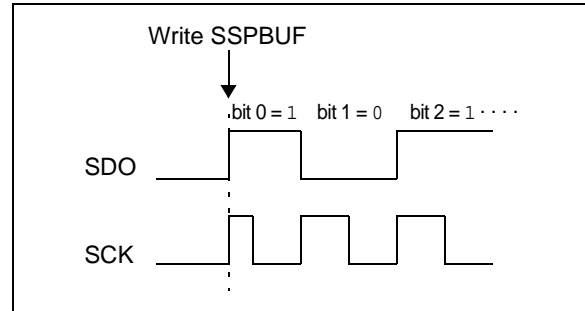 Write SSPBUF
bit 0 = 1 bit 1 = 0 bit 2 = 1 · · · ·
SDO
SCK